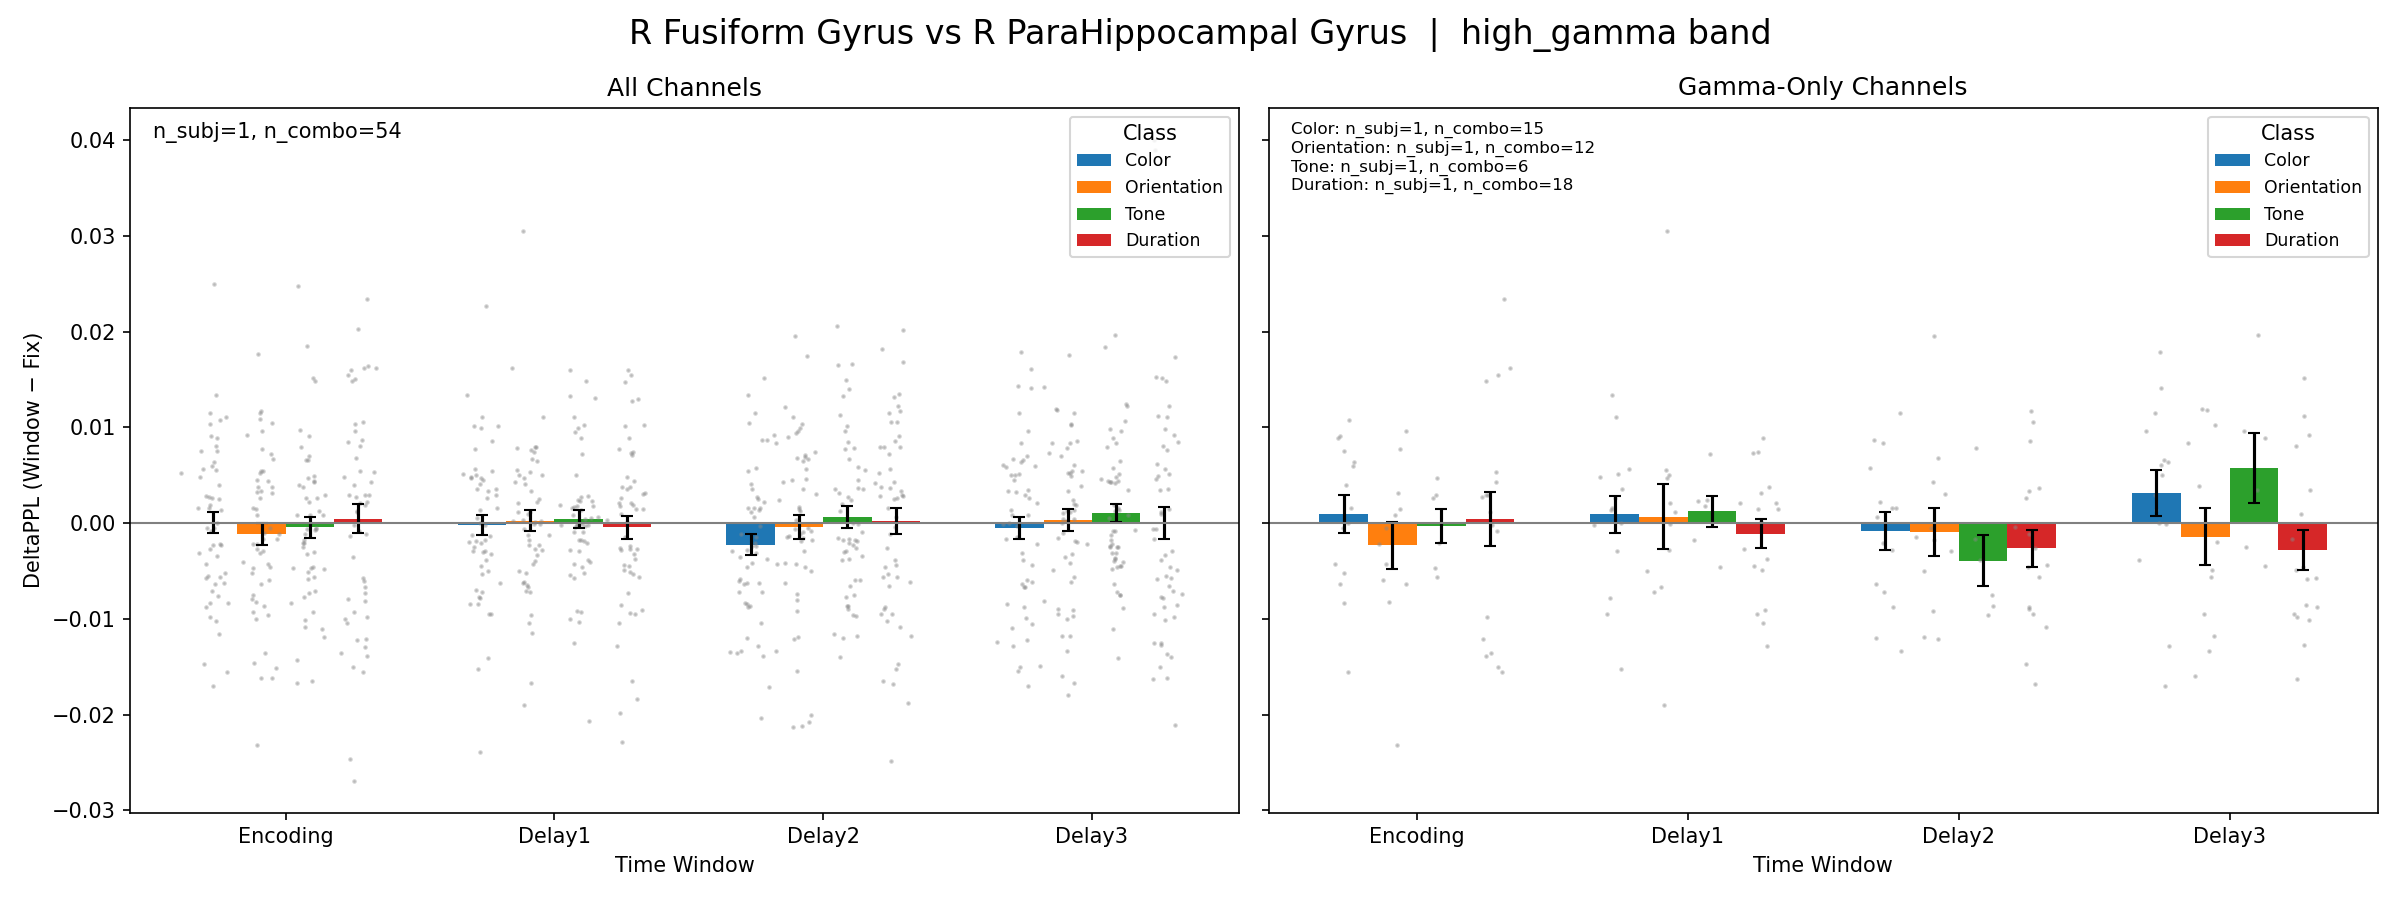 R Fusiform Gyrus vs R ParaHippocampal Gyrus | high_gamma band
All Channels
n_subj=1, n_combo=54
Class
Color
Orientation
Tone
Duration
0.04
0.03
0.02
0.01
0.00
−0.01
−0.02
−0.03
DeltaPPL (Window − Fix)
Encoding
Delay1
Delay2
Delay3
Time Window
Gamma-Only Channels
Color: n_subj=1, n_combo=15
Orientation: n_subj=1, n_combo=12
Tone: n_subj=1, n_combo=6
Duration: n_subj=1, n_combo=18
Class
Color
Orientation
Tone
Duration
Encoding
Delay1
Delay2
Delay3
Time Window